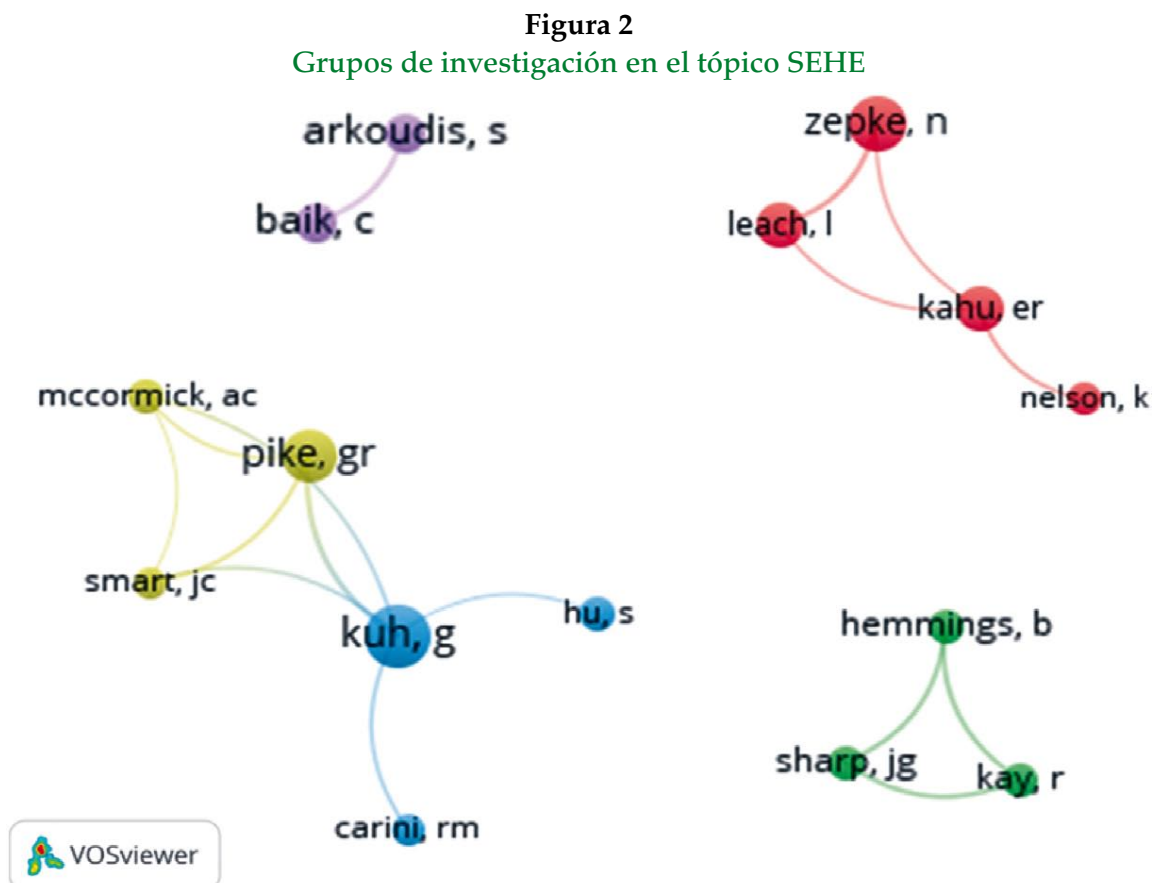 Figura 2
Grupos de investigación en el tópico SEHE
arkoudis, s
baik, c
zepke, n
leach, l
kahu, er
nelson, k
mccormick, ac
pike, gr
smart, jc
kuh, g
hu, s
carini, rm
hemmings, b
sharp, jg
kay, r
VOSviewer